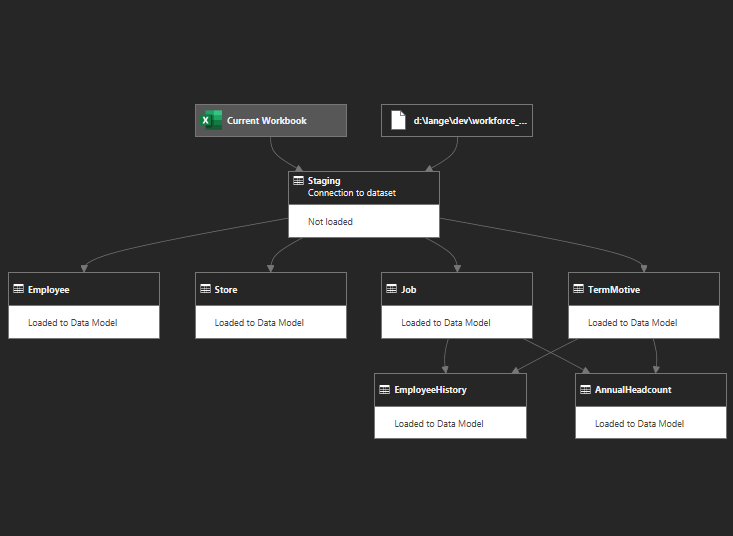 Current Workbook
d:\lange\dev\workforce_...
Staging
Connection to dataset
Not loaded
Employee
Loaded to Data Model
Store
Loaded to Data Model
Job
Loaded to Data Model
TermMotive
Loaded to Data Model
EmployeeHistory
Loaded to Data Model
AnnualHeadcount
Loaded to Data Model